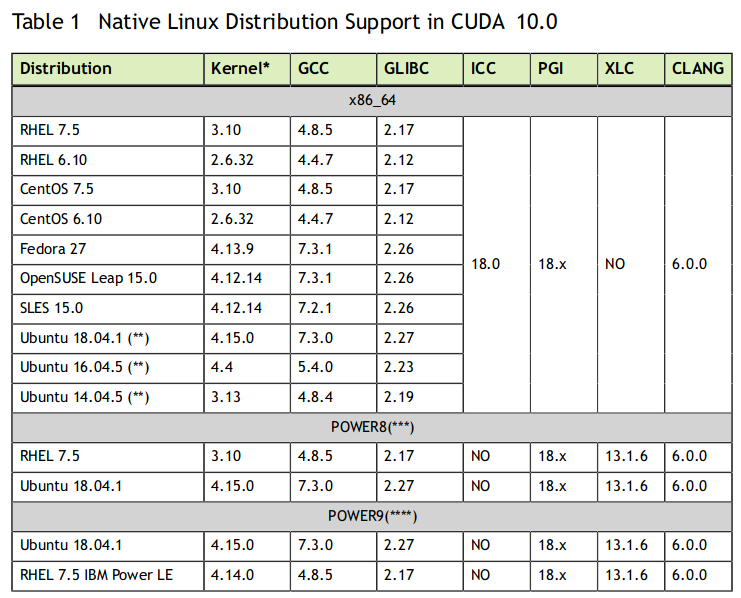 Table 1 Native Linux Distribution Support in CUDA 10.0
Distribution Kernel* GCC GLIBC ICC PGI XLC CLANG
x86_64
RHEL 7.5 3.10 4.8.5 2.17
RHEL 6.10 2.6.32 4.4.7 2.12
CentOS 7.5 3.10 4.8.5 2.17
CentOS 6.10 2.6.32 4.4.7 2.12
Fedora 27 4.13.9 7.3.1 2.26
18.0 18.x NO 6.0.0
OpenSUSE Leap 15.0 4.12.14 7.3.1 2.26
SLES 15.0 4.12.14 7.2.1 2.26
Ubuntu 18.04.1 (**) 4.15.0 7.3.0 2.27
Ubuntu 16.04.5 (**) 4.4 5.4.0 2.23
Ubuntu 14.04.5 (**) 3.13 4.8.4 2.19
POWER8(***)
RHEL 7.5 3.10 4.8.5 2.17 NO 18.x 13.1.6 6.0.0
Ubuntu 18.04.1 4.15.0 7.3.0 2.27 NO 18.x 13.1.6 6.0.0
POWER9(****)
Ubuntu 18.04.1 4.15.0 7.3.0 2.27 NO 18.x 13.1.6 6.0.0
RHEL 7.5 IBM Power LE 4.14.0 4.8.5 2.17 NO 18.x 13.1.6 6.0.0